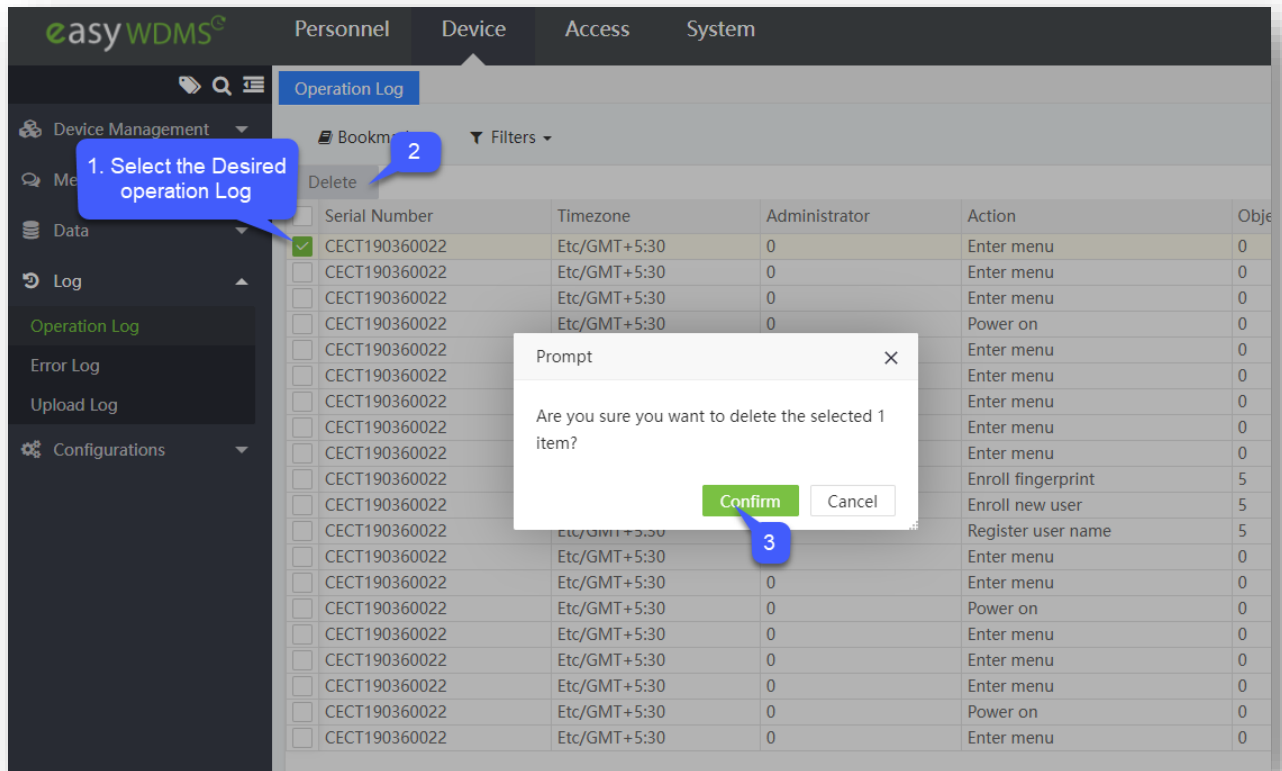 easy WDMS
Personnel Device Access System
Operation Log
Device Management
Filters
1. Select the Desired
operation Log
2
Delete
Data
Log
Operation Log
Error Log
Upload Log
Configurations
Serial Number Timezone Administrator Action
CECT190360022 Etc/GMT+5:30 0 Enter menu 0
CECT190360022 Etc/GMT+5:30 0 Enter menu 0
CECT190360022 Etc/GMT+5:30 0 Enter menu 0
CECT190360022 Etc/GMT+5:30 0 Power on 0
CECT190360022 Enter menu 0
CECT190360022 Enter menu 0
CECT190360022 Enter menu 0
CECT190360022 Enter menu 0
CECT190360022 Enter menu 0
CECT190360022 Enroll fingerprint 5
CECT190360022 Enroll new user 5
CECT190360022 Etc/GMT+5:30 Register user name 5
CECT190360022 Etc/GMT+5:30 Enter menu 0
CECT190360022 Etc/GMT+5:30 0 Enter menu 0
CECT190360022 Etc/GMT+5:30 0 Power on 0
CECT190360022 Etc/GMT+5:30 0 Enter menu 0
CECT190360022 Etc/GMT+5:30 0 Enter menu 0
CECT190360022 Etc/GMT+5:30 0 Enter menu 0
CECT190360022 Etc/GMT+5:30 0 Power on 0
CECT190360022 Etc/GMT+5:30 0 Enter menu 0
Prompt
Are you sure you want to delete the selected 1
item?
Confirm Cancel
3